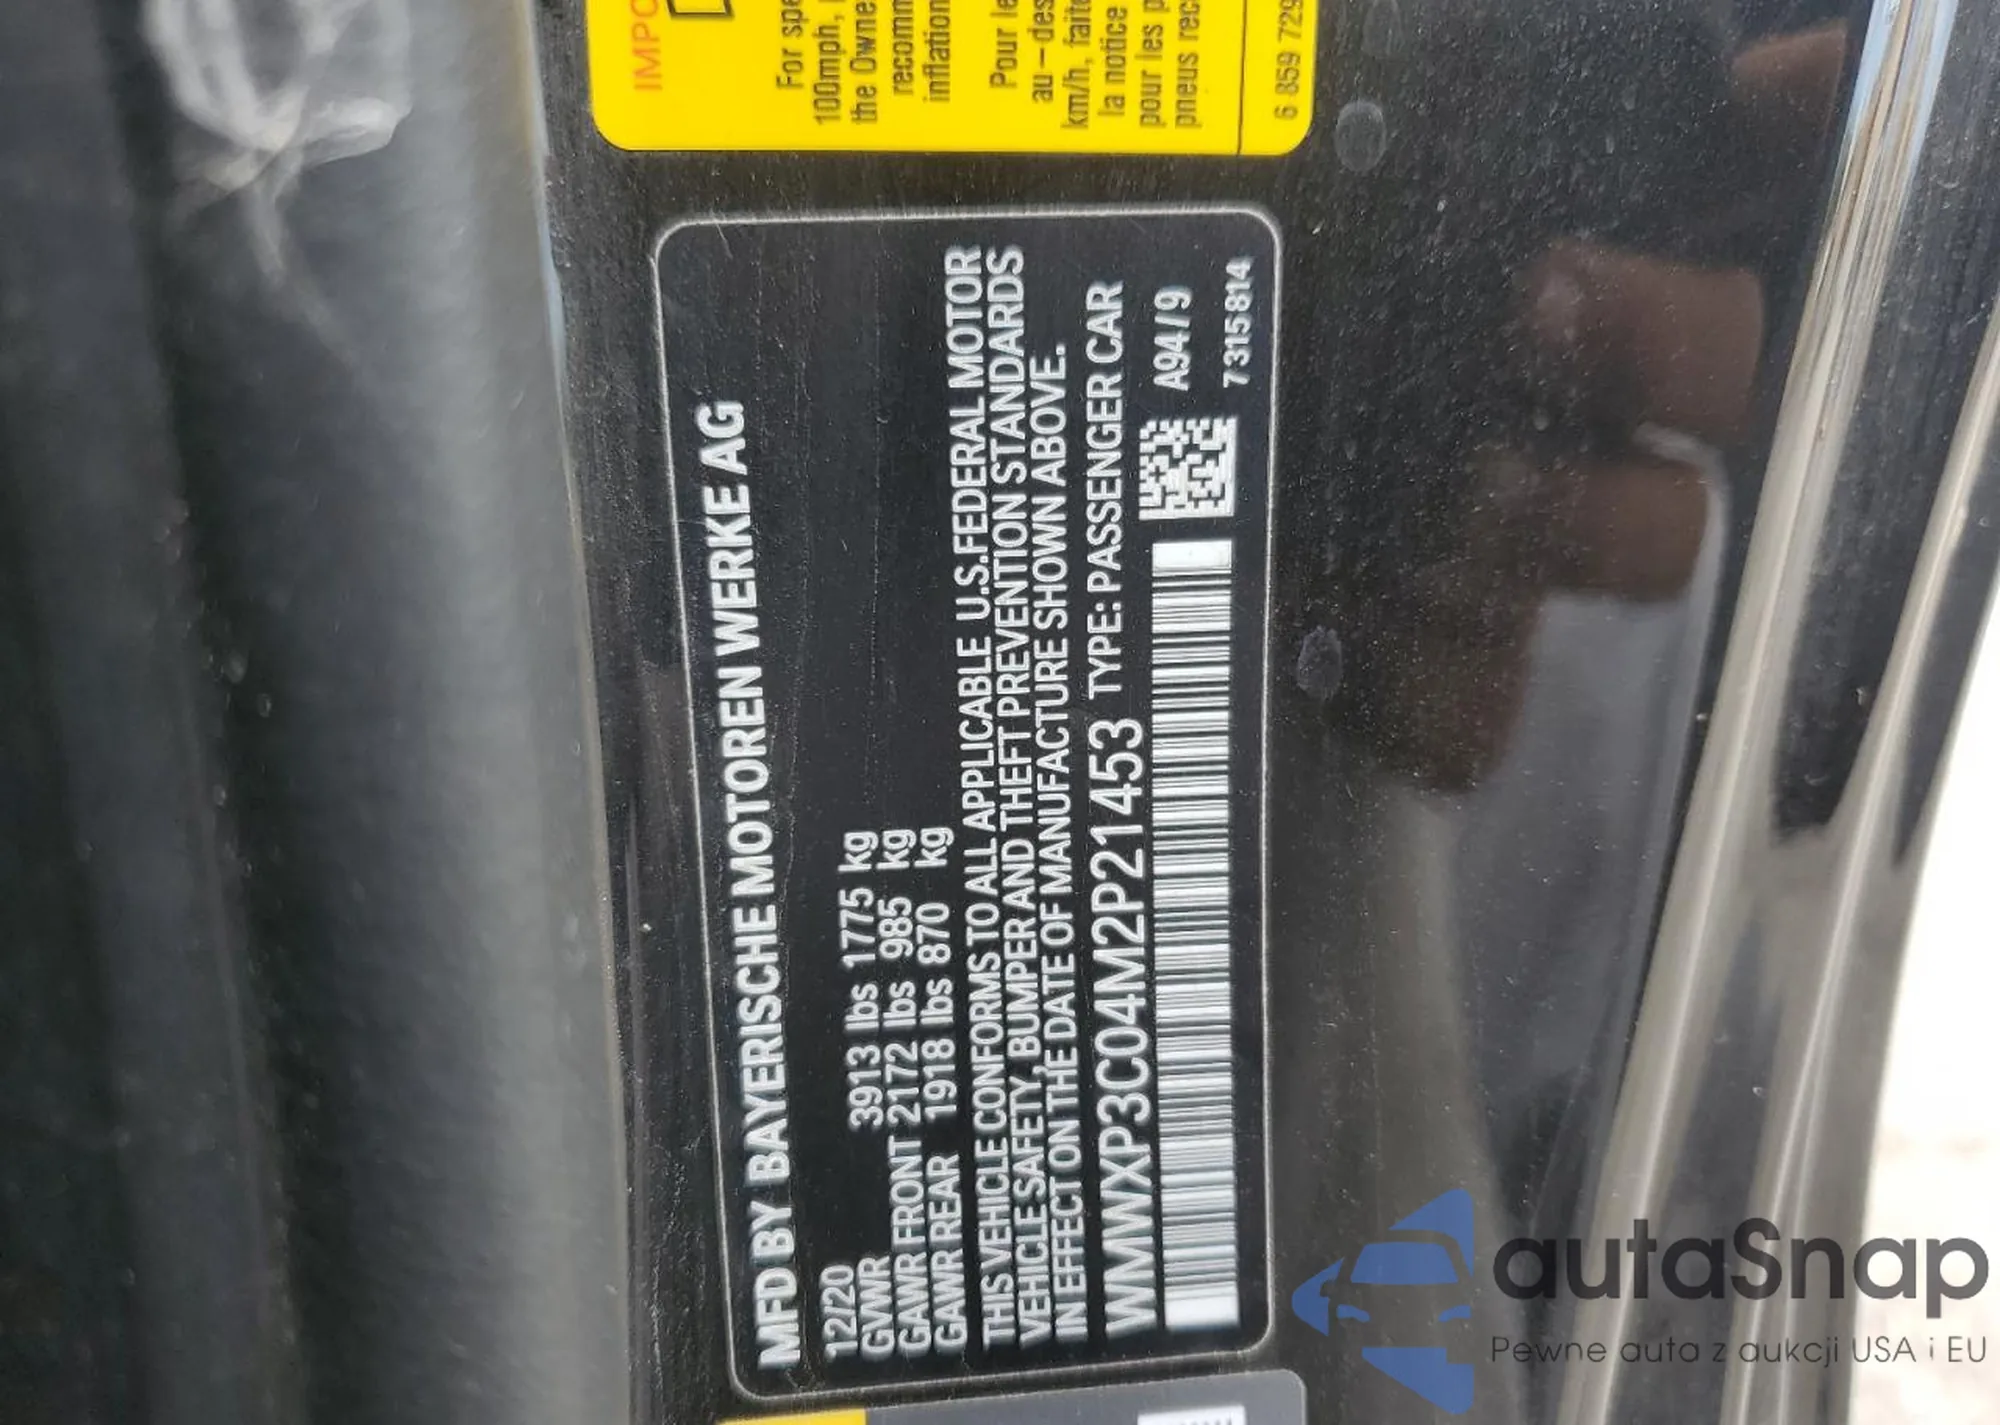 MFD BY BAYERISCHE MOTOREN WERKE AG
12/20
GVWR 3913 lbs 1775 kg
GAWR FRONT 2172 lbs 985 kg
GAWR REAR 1918 lbs 870 kg
THIS VEHICLE CONFORMS TO ALL APPLICABLE U.S.FEDERAL MOTOR
VEHICLE SAFETY, BUMPER AND THEFT PREVENTION STANDARDS
IN EFFECT ON THE DATE OF MANUFACTURE SHOWN ABOVE.
WMWXP3C04M2P21453 TYPE: PASSENGER CAR
A94/9
7315814
IMPO
For spe
100mph,
the Owne
recomm
inflation
Pour le
au-des
km/h, faite
la notice
pour les p
pneus rec
6 859 729
autaSnap
Pewne auta z aukcji USA i EU